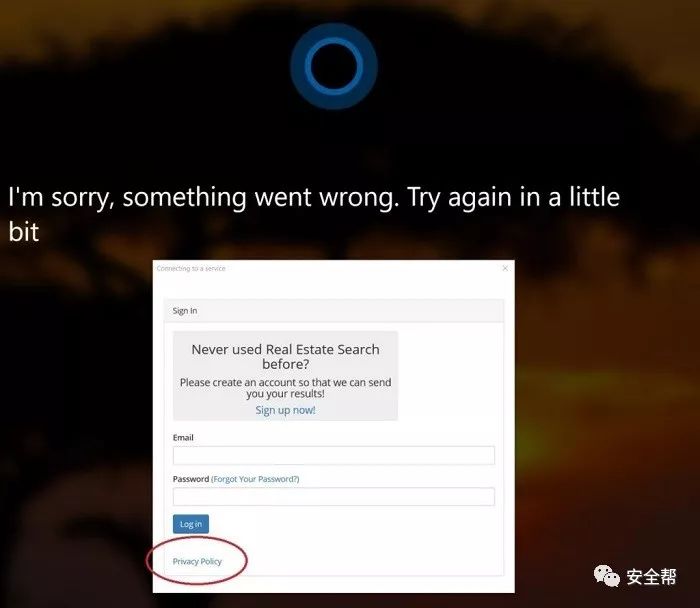 I'm sorry, something went wrong. Try again in a little
bit
Connecting to a service
Sign In
Never used Real Estate Search
before?
Please create an account so that we can send
you your results!
Sign up now!
Email
Password (Forgot Your Password?)
Log in
Privacy Policy
安全帮